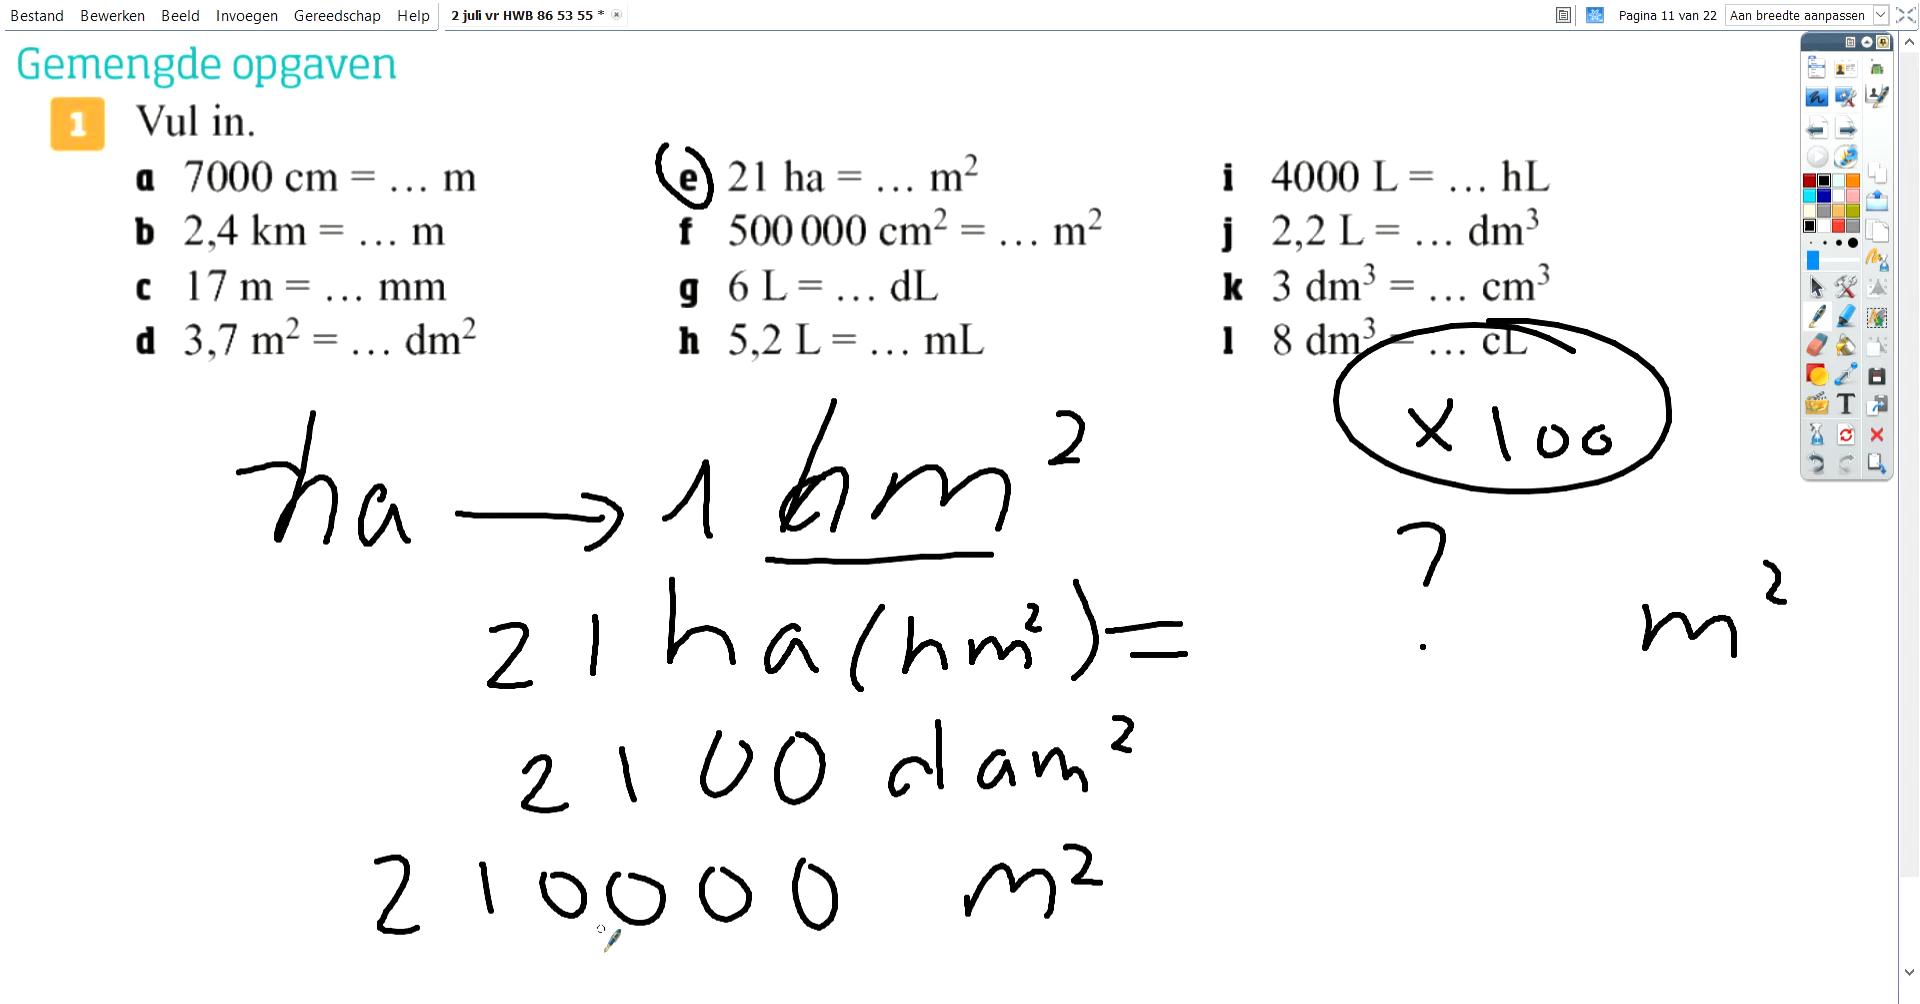 Bestand Bewerken Beeld Invoegen Gereedschap Help 2 juli vr HWB 86 53 55 * Pagina 11 van 22 Aan breedte aanpassen
Gemengde opgaven
1 Vul in.
a 7000 cm = ... m
b 2,4 km = ... m
c 17 m = ... mm
d 3,7 m² = ... dm²
e 21 ha = ... m²
f 500 000 cm² = ... m²
g 6 L = ... dL
h 5,2 L = ... mL
i 4000 L = ... hL
j 2,2 L = ... dm³
k 3 dm³ = ... cm³
l 8 dm³ = ... cL
x 100
ha → 1 hm²
21 ha (hm²) = ? m²
2100 dam²
210000 m²